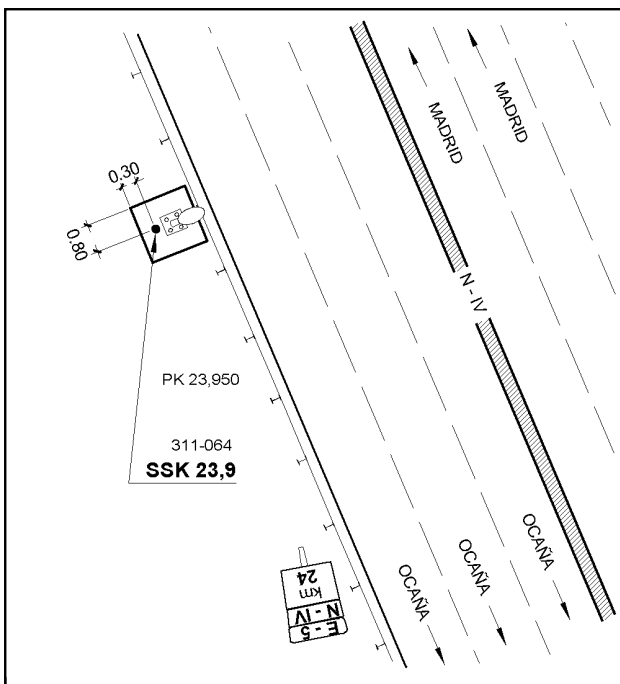 MADRID
MADRID
0.30
0.80
N - IV
PK 23,950
311-064
SSK 23,9
OCAÑA
OCAÑA
OCAÑA
24
km
N - IV
E - 5